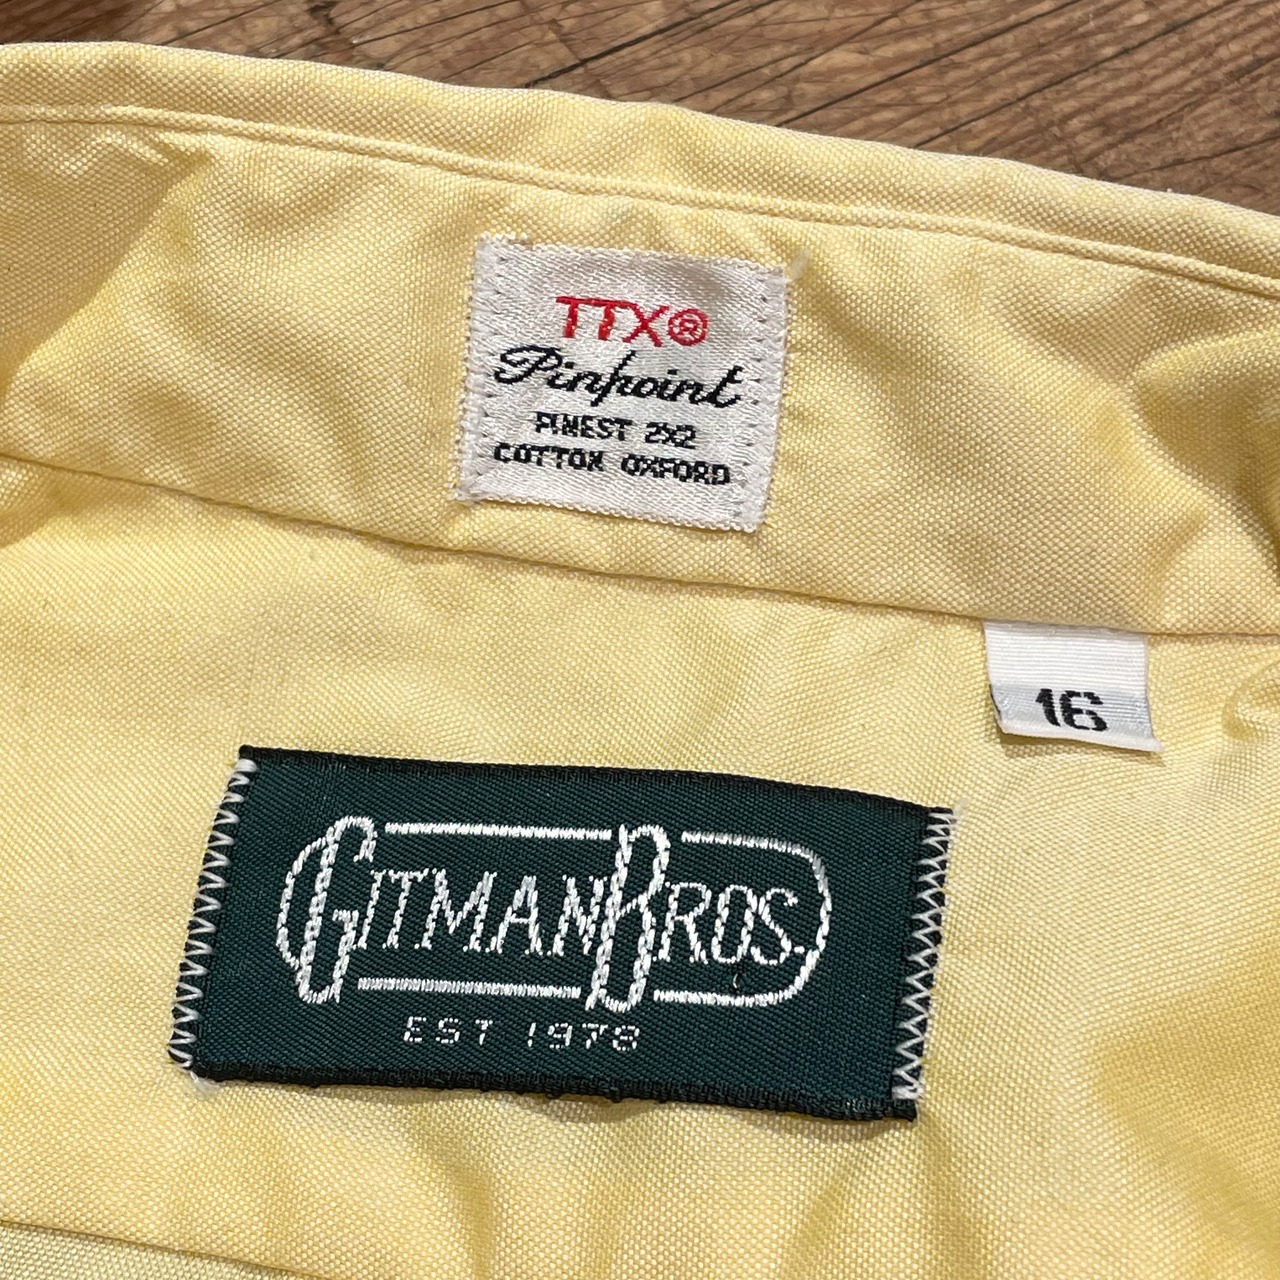 TTX®
Pinpoint
FINEST 2X2
COTTON OXFORD
16
GITMAN BROS.
EST 1978